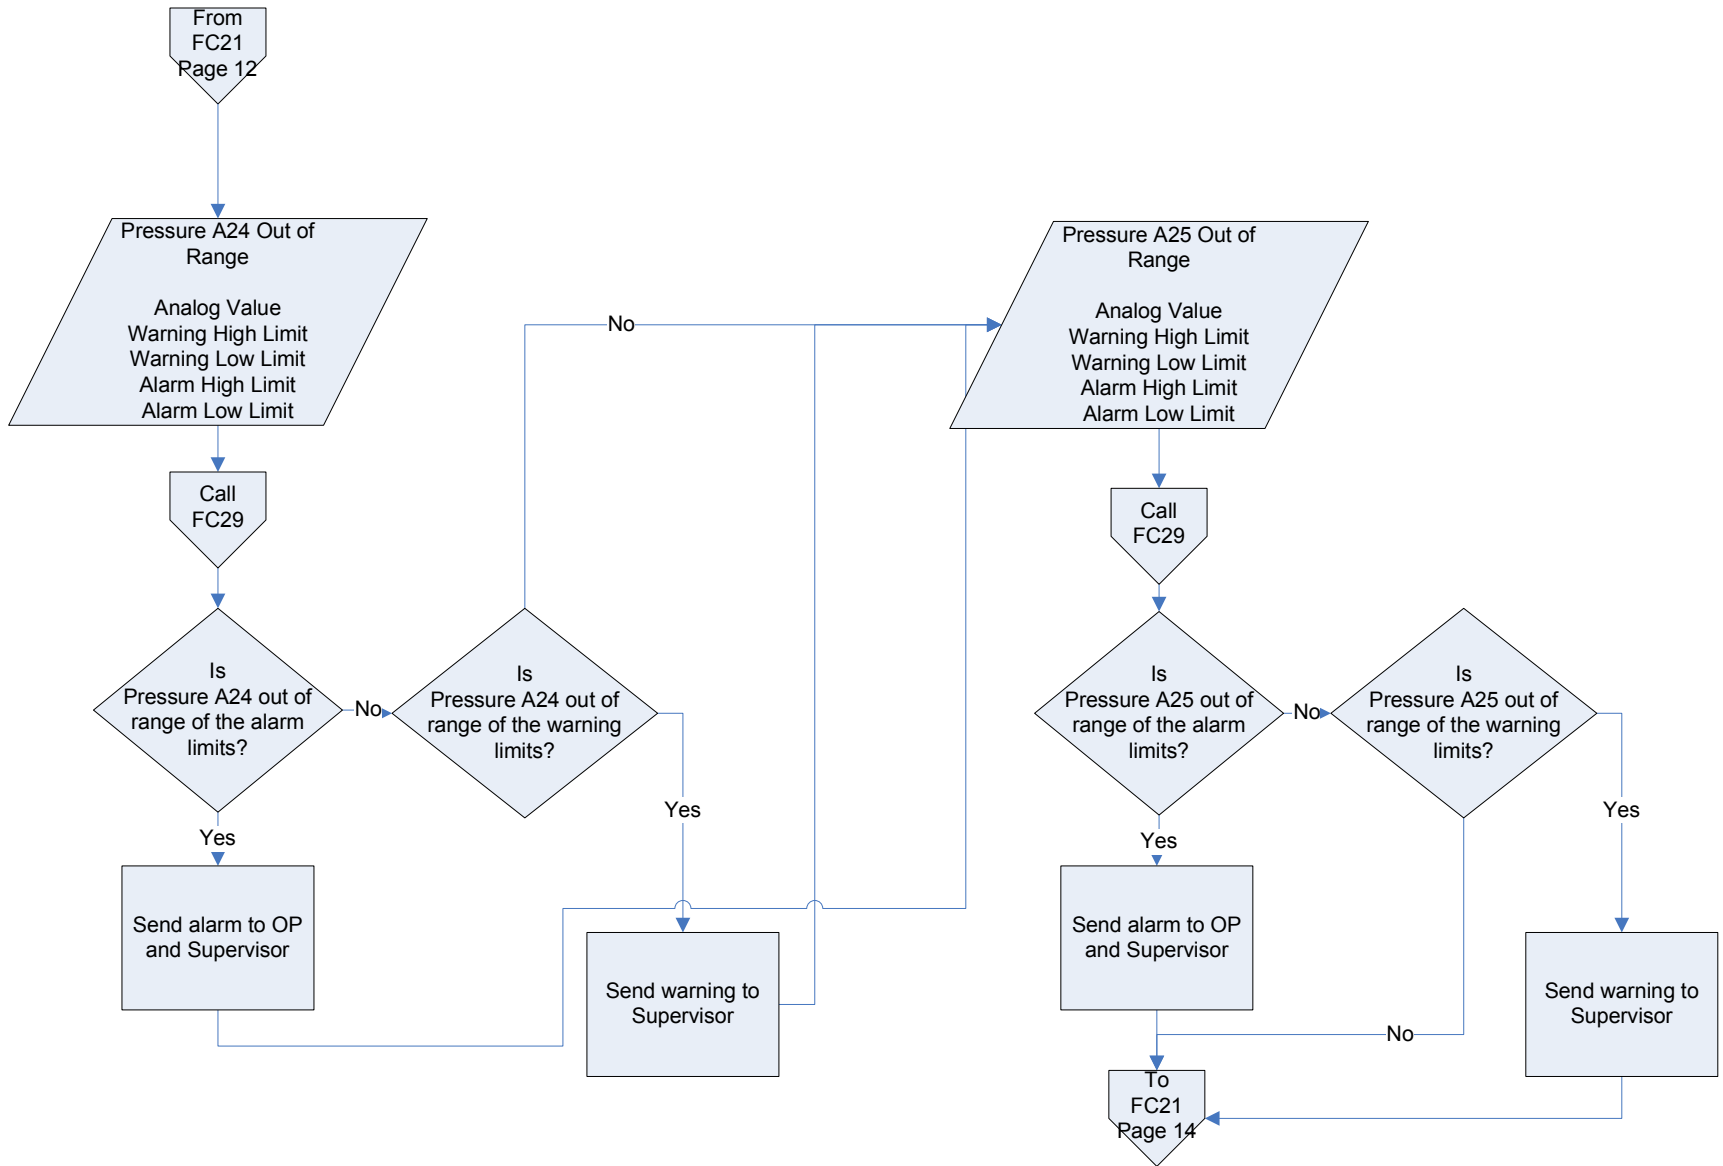 From
FC21
Page 12
Pressure A24 Out of
Range
Analog Value
Warning High Limit
Warning Low Limit
Alarm High Limit
Alarm Low Limit
Call
FC29
Is
Pressure A24 out of
range of the alarm
limits?
No
Is
Pressure A24 out of
range of the warning
limits?
No
Yes
Yes
Send alarm to OP
and Supervisor
Send warning to
Supervisor
Pressure A25 Out of
Range
Analog Value
Warning High Limit
Warning Low Limit
Alarm High Limit
Alarm Low Limit
Call
FC29
Is
Pressure A25 out of
range of the alarm
limits?
No
Is
Pressure A25 out of
range of the warning
limits?
Yes
Yes
Send alarm to OP
and Supervisor
Send warning to
Supervisor
No
To
FC21
Page 14